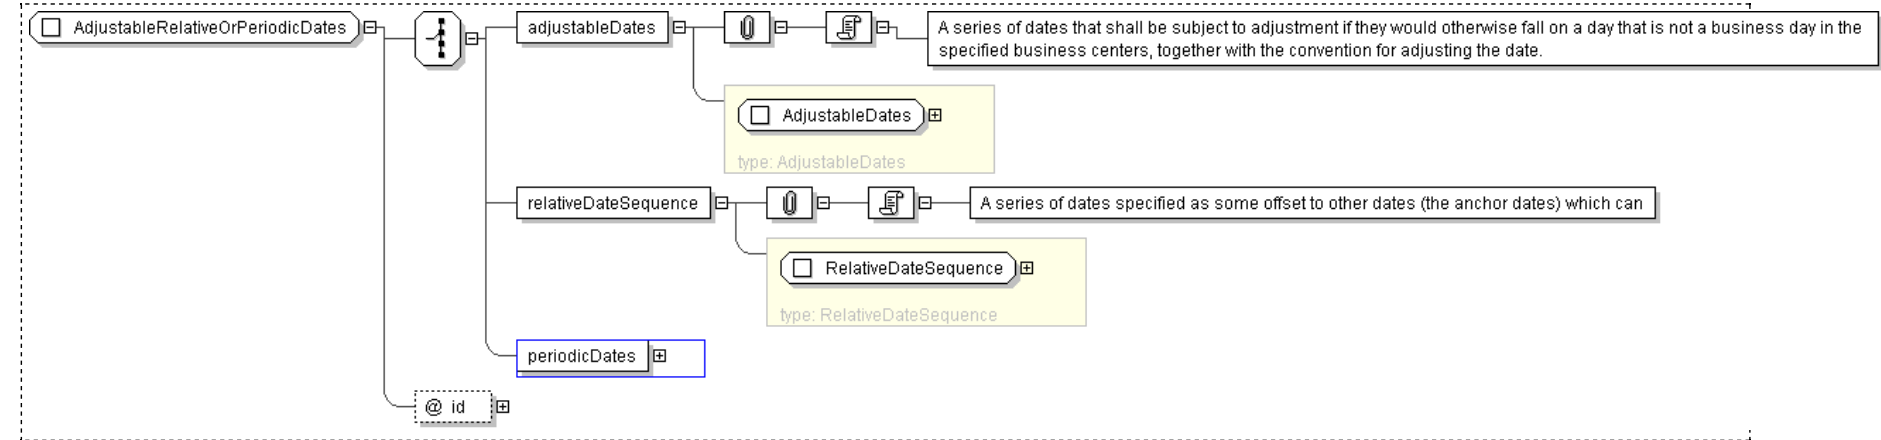 AdjustableRelativeOrPeriodicDates
adjustableDates
A series of dates that shall be subject to adjustment if they would otherwise fall on a day that is not a business day in the
specified business centers, together with the convention for adjusting the date.
AdjustableDates
type: AdjustableDates
relativeDateSequence
A series of dates specified as some offset to other dates (the anchor dates) which can
RelativeDateSequence
type: RelativeDateSequence
periodicDates
@ id